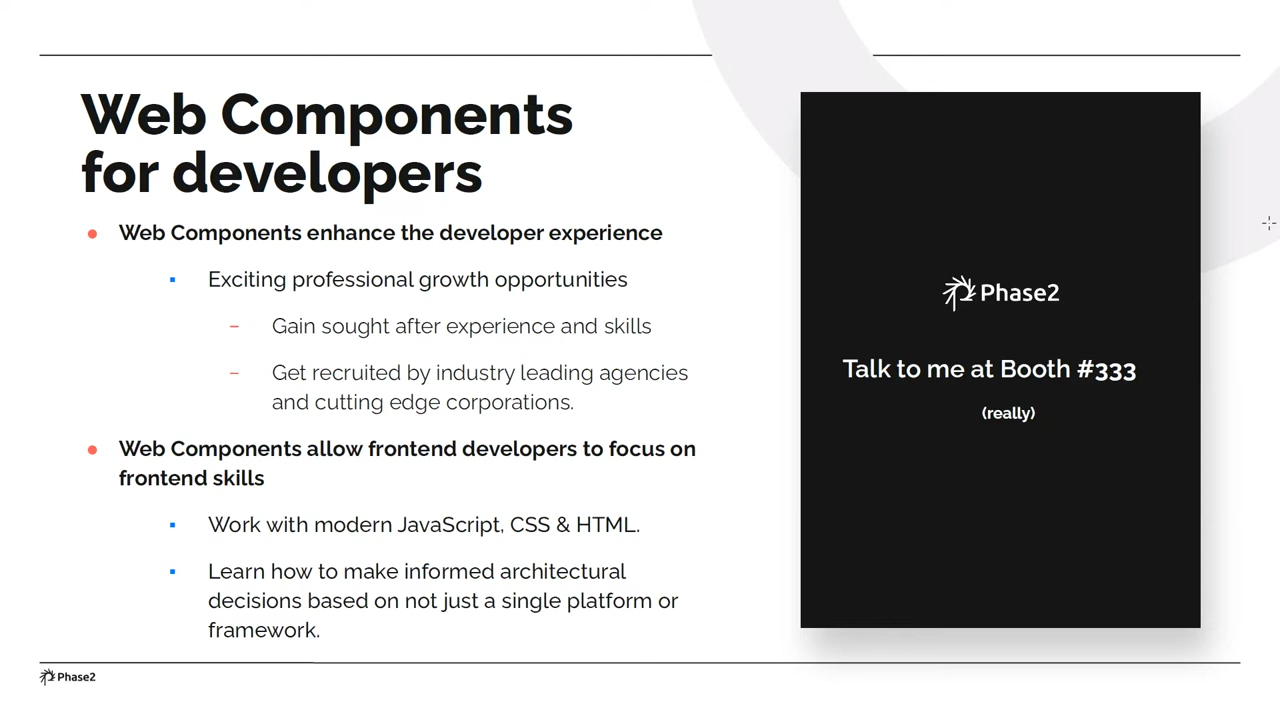 Web Components
for developers
Web Components enhance the developer experience
Exciting professional growth opportunities
Gain sought after experience and skills
Get recruited by industry leading agencies
and cutting edge corporations.
Web Components allow frontend developers to focus on
frontend skills
Work with modern JavaScript, CSS & HTML.
Learn how to make informed architectural
decisions based on not just a single platform or
framework.
Phase2
Talk to me at Booth #333
(really)
Phase2